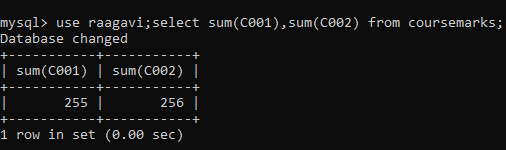 mysql> use raagavi;select sum(C001),sum(C002) from coursemarks;
Database changed
+-----------+-----------+
| sum(C001) | sum(C002) |
+-----------+-----------+
|       255 |       256 |
+-----------+-----------+
1 row in set (0.00 sec)